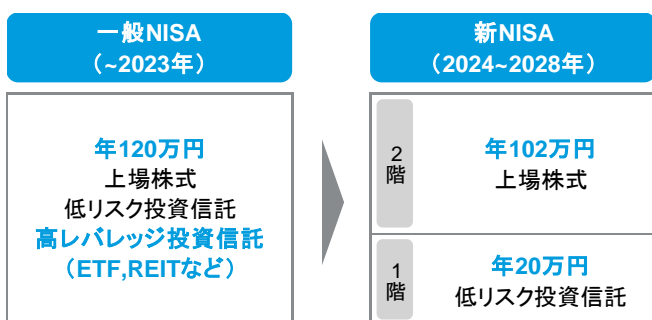 一般NISA
（~2023年）
新NISA
（2024~2028年）
年120万円
上場株式
低リスク投資信託
高レバレッジ投資信託
（ETF,REITなど）
2
階
年102万円
上場株式
1
階
年20万円
低リスク投資信託